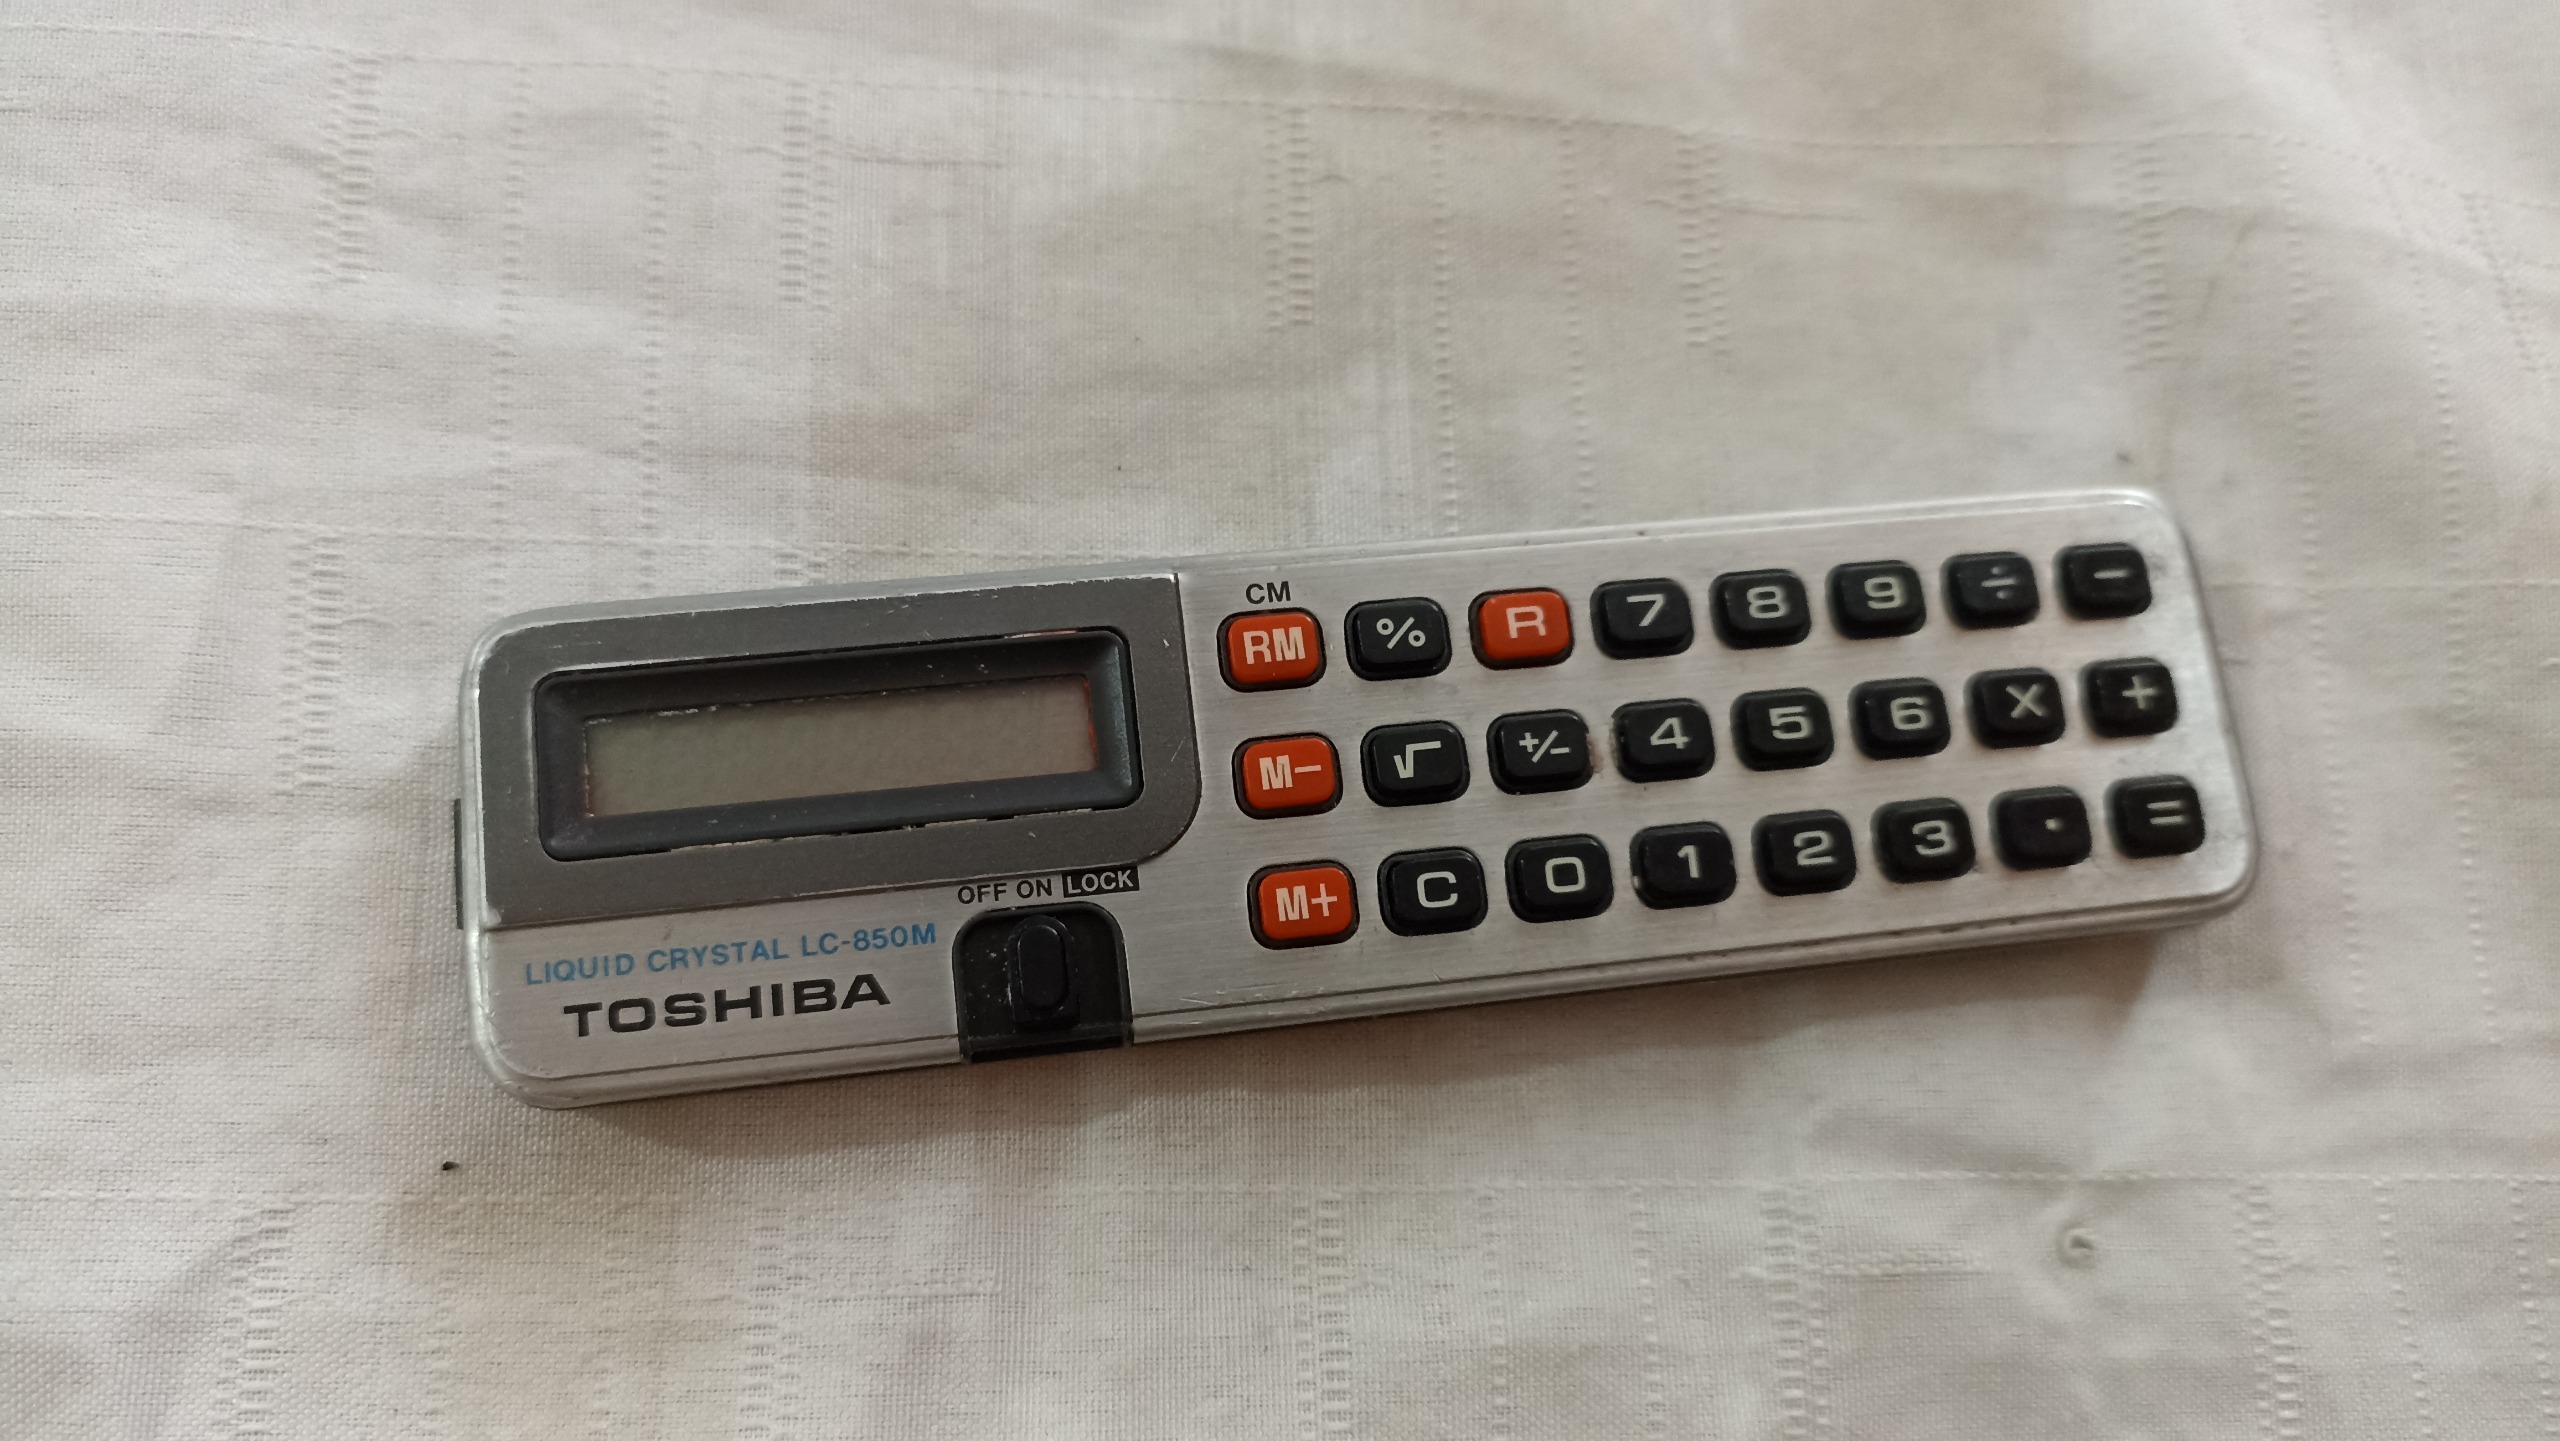 CM
RM % R 7 8 9 ÷ −
M− √ +/− 4 5 6 X +
M+ C 0 1 2 3 . =
OFF ON LOCK
LIQUID CRYSTAL LC-850M
TOSHIBA